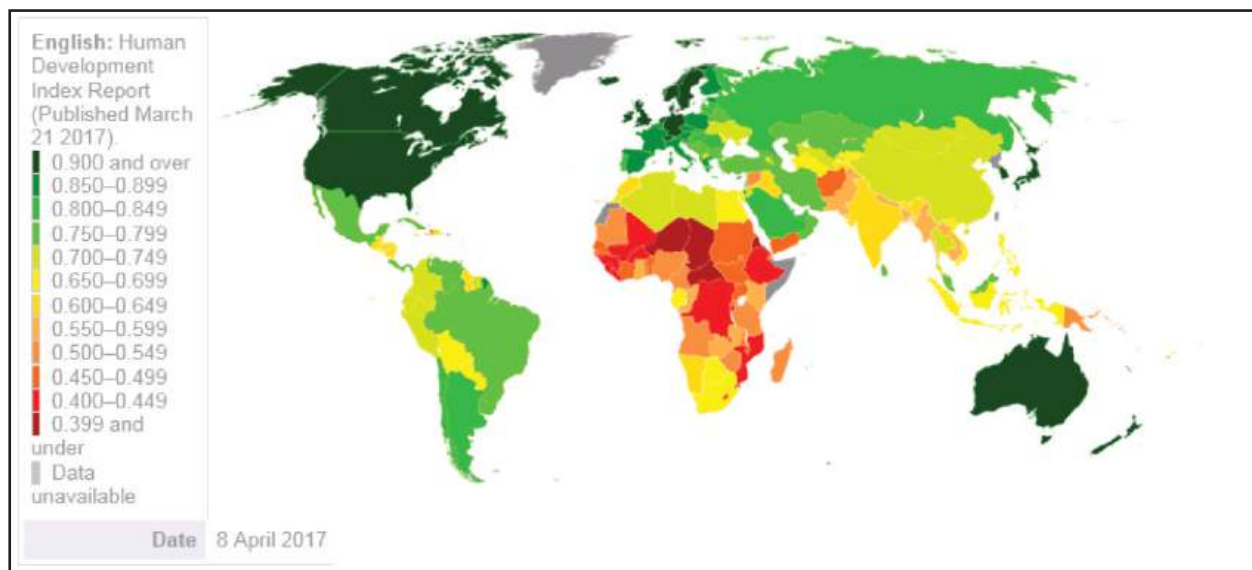 English: Human
Development
Index Report
(Published March
21 2017).
0.900 and over
0.850–0.899
0.800–0.849
0.750–0.799
0.700–0.749
0.650–0.699
0.600–0.649
0.550–0.599
0.500–0.549
0.450–0.499
0.400–0.449
0.399 and
under
Data
unavailable
Date 8 April 2017